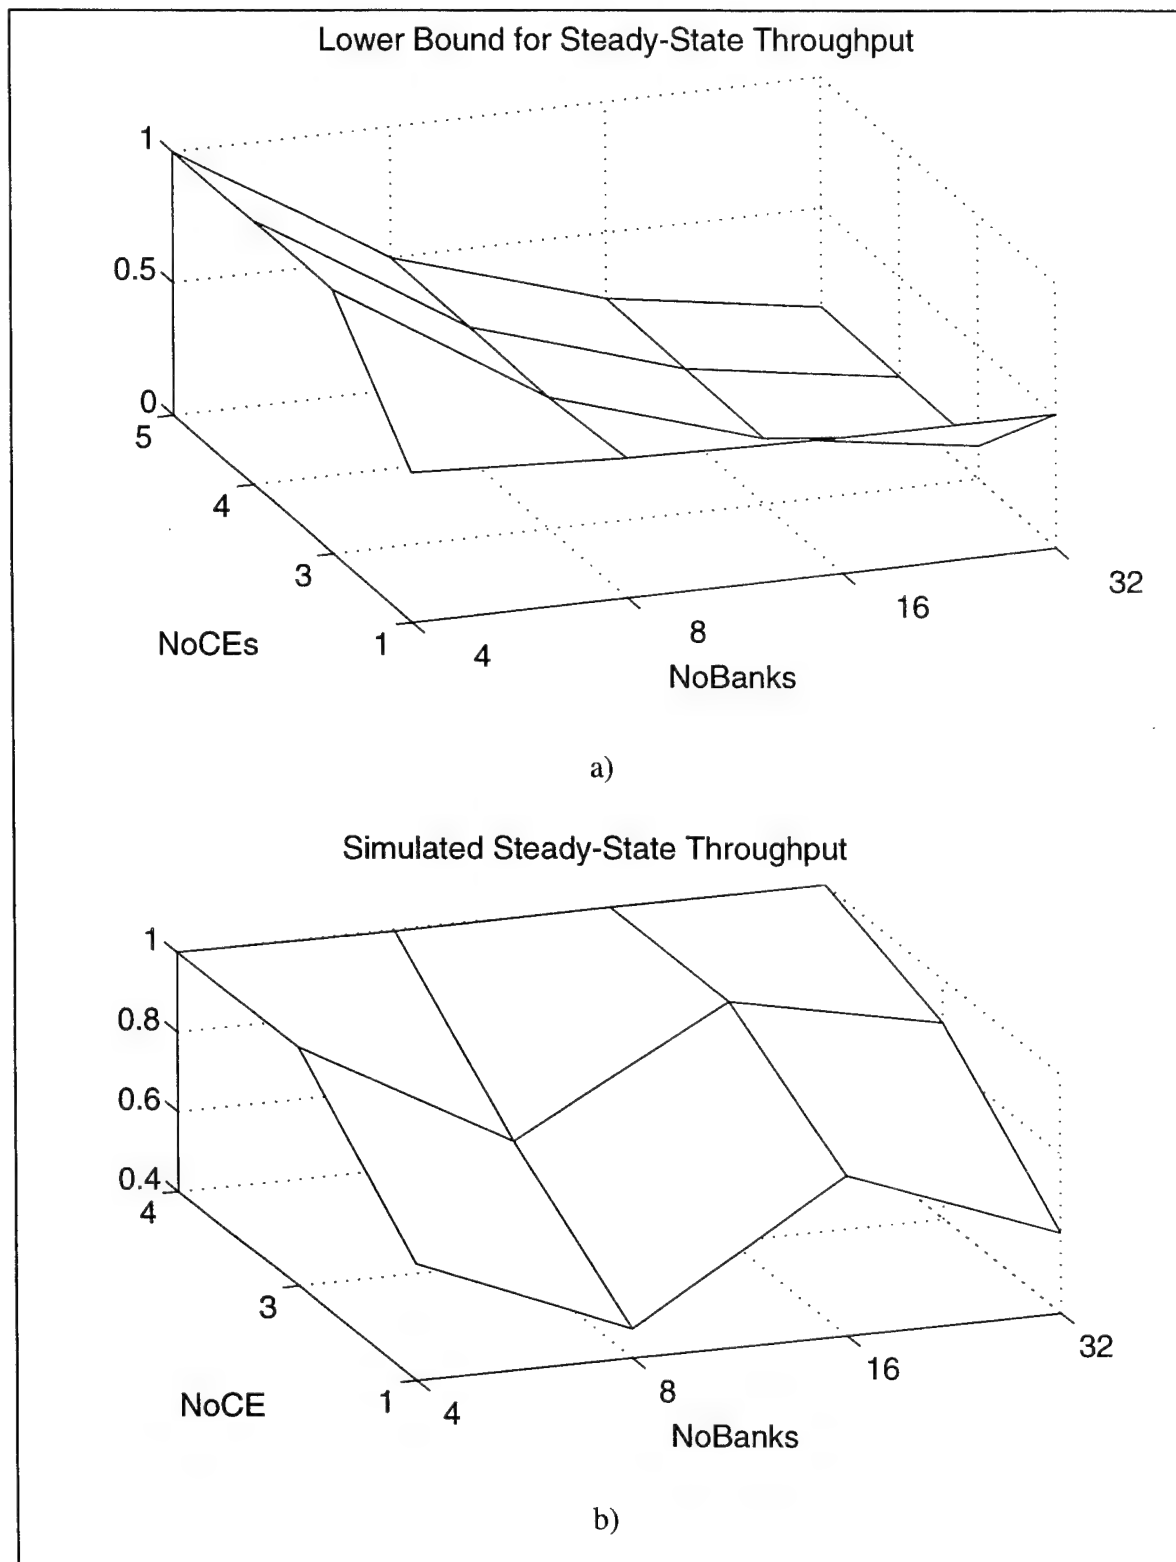 Lower Bound for Steady-State Throughput
1
0.5
0
5
4
3
1
4
8
16
32
NoCEs
NoBanks
a)
Simulated Steady-State Throughput
1
0.8
0.6
0.4
4
3
1
4
8
16
32
NoCE
NoBanks
b)